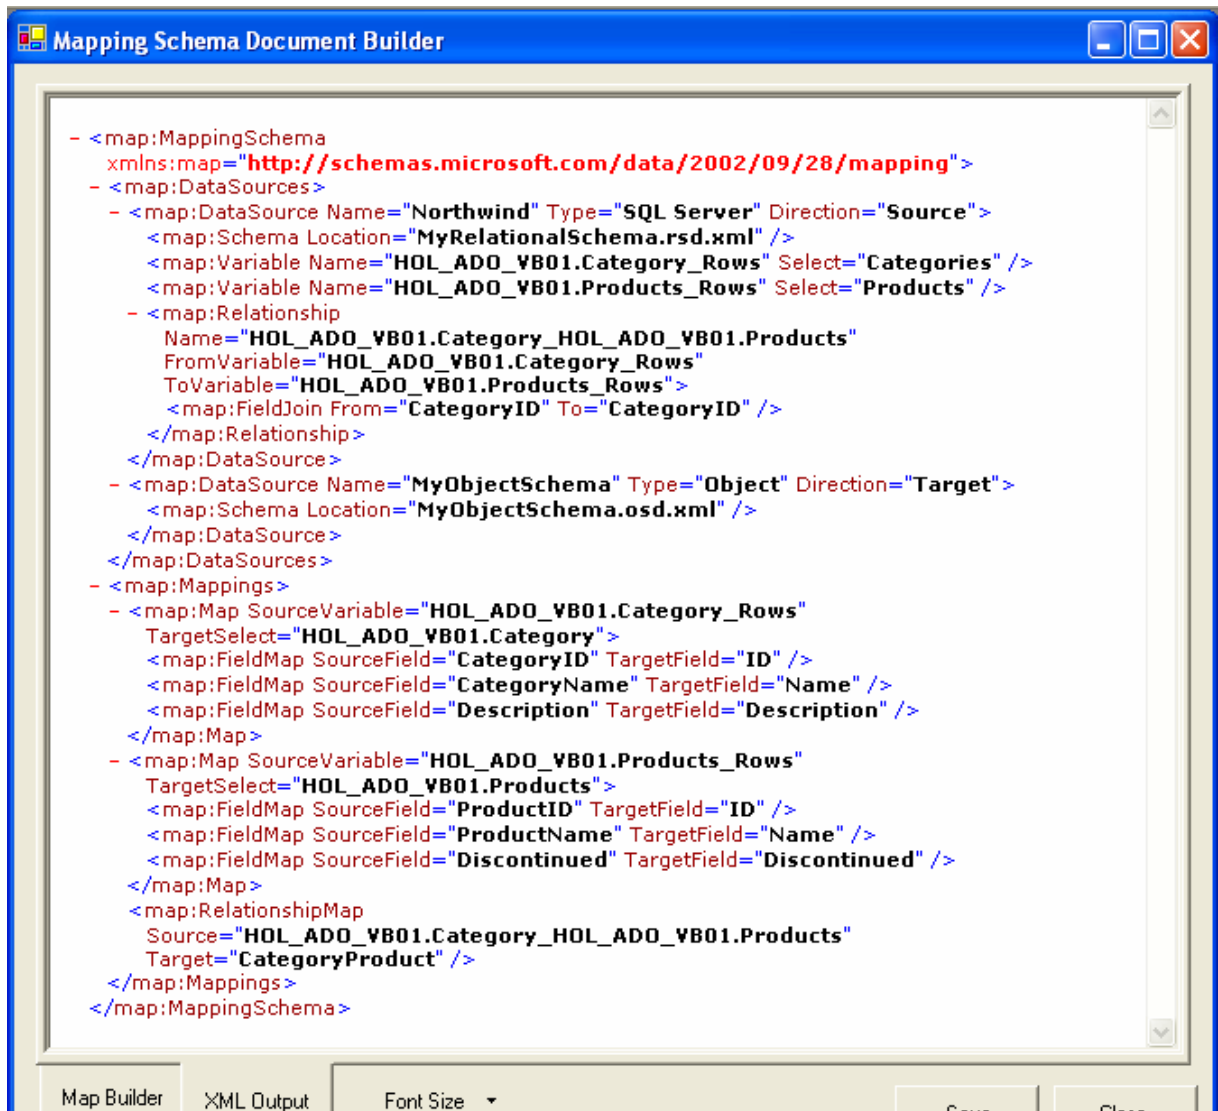 Mapping Schema Document Builder
- <map:MappingSchema
xmlns:map="http://schemas.microsoft.com/data/2002/09/28/mapping">
- <map:DataSources>
- <map:DataSource Name="Northwind" Type="SQL Server" Direction="Source">
<map:Schema Location="MyRelationalSchema.rsd.xml" />
<map:Variable Name="HOL_ADO_VB01.Category_Rows" Select="Categories" />
<map:Variable Name="HOL_ADO_VB01.Products_Rows" Select="Products" />
- <map:Relationship
Name="HOL_ADO_VB01.Category_HOL_ADO_VB01.Products"
FromVariable="HOL_ADO_VB01.Category_Rows"
ToVariable="HOL_ADO_VB01.Products_Rows">
<map:FieldJoin From="CategoryID" To="CategoryID" />
</map:Relationship>
</map:DataSource>
- <map:DataSource Name="MyObjectSchema" Type="Object" Direction="Target">
<map:Schema Location="MyObjectSchema.osd.xml" />
</map:DataSource>
</map:DataSources>
- <map:Mappings>
- <map:Map SourceVariable="HOL_ADO_VB01.Category_Rows"
TargetSelect="HOL_ADO_VB01.Category">
<map:FieldMap SourceField="CategoryID" TargetField="ID" />
<map:FieldMap SourceField="CategoryName" TargetField="Name" />
<map:FieldMap SourceField="Description" TargetField="Description" />
</map:Map>
- <map:Map SourceVariable="HOL_ADO_VB01.Products_Rows"
TargetSelect="HOL_ADO_VB01.Products">
<map:FieldMap SourceField="ProductID" TargetField="ID" />
<map:FieldMap SourceField="ProductName" TargetField="Name" />
<map:FieldMap SourceField="Discontinued" TargetField="Discontinued" />
</map:Map>
<map:RelationshipMap
Source="HOL_ADO_VB01.Category_HOL_ADO_VB01.Products"
Target="CategoryProduct" />
</map:Mappings>
</map:MappingSchema>
Map Builder XML Output Font Size Save Close